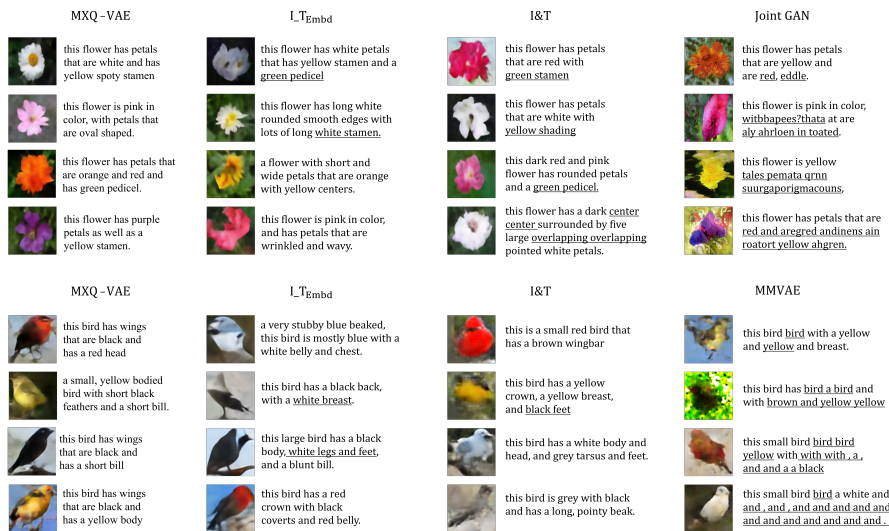 MXQ-VAE
I_TEmbd
I&T
Joint GAN
this flower has petals
that are white and has
yellow spoty stamen
this flower has white petals
that has yellow stamen and a
green pedicel
this flower has petals
that are red with
green stamen
this flower has petals
that are yellow and
are red, eddle.
this flower is pink in
color, with petals that
are oval shaped.
this flower has long white
rounded smooth edges with
lots of long white stamen.
this flower has petals
that are white with
yellow shading
this flower is pink in color,
witbbapees?thata at are
aly ahrloen in toated.
this flower has petals that
are orange and red and
has green pedicel.
a flower with short and
wide petals that are orange
with yellow centers.
this dark red and pink
flower has rounded petals
and a green pedicel.
this flower is yellow
tales pemata qrnn
suurgaporigmacouns,
this flower has purple
petals as well as a
yellow stamen.
this flower is pink in color,
and has petals that are
wrinkled and wavy.
this flower has a dark center
center surrounded by five
large overlapping overlapping
pointed white petals.
this flower has petals that are
red and aregred andinens ain
roatort yellow ahgren.
MXQ-VAE
I_TEmbd
I&T
MMVAE
this bird has wings
that are black and
has a red head
a very stubby blue beaked,
this bird is mostly blue with a
white belly and chest.
this is a small red bird that
has a brown wingbar
this bird bird with a yellow
and yellow and breast.
a small, yellow bodied
bird with short black
feathers and a short bill.
this bird has a black back,
with a white breast.
this bird has a yellow
crown, a yellow breast,
and black feet
this bird has bird a bird and
with brown and yellow yellow
this bird has wings
that are black and
has a short bill
this large bird has a black
body, white legs and feet,
and a blunt bill.
this bird has a white body and
head, and grey tarsus and feet.
this small bird bird bird
yellow with with with , a ,
and and a a black
this bird has wings
that are black and
has a yellow body
this bird has a red
crown with black
coverts and red belly.
this bird is grey with black
and has a long, pointy beak.
this small bird bird a white and
and , and , and and and and and
and and and and and and and .